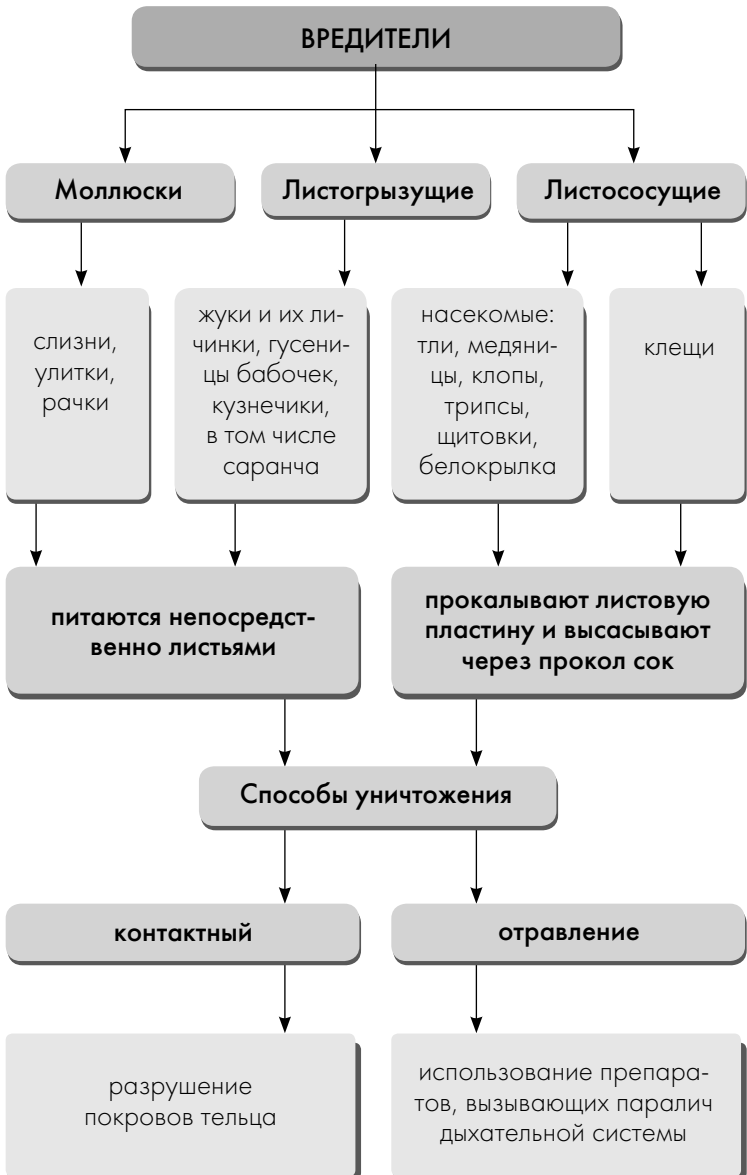 ВРЕДИТЕЛИ
Моллюски
Листогрызущие
Листососущие
слизни,
улитки,
рачки
жуки и их ли-
чинки, гусени-
цы бабочек,
кузнечики,
в том числе
саранча
насекомые:
тли, медяни-
цы, клопы,
трипсы,
щитовки,
белокрылка
клещи
питаются непосредст-
венно листьями
прокалывают листовую
пластину и высасывают
через прокол сок
Способы уничтожения
контактный
отравление
разрушение
покровов тельца
использование препара-
тов, вызывающих паралич
дыхательной системы